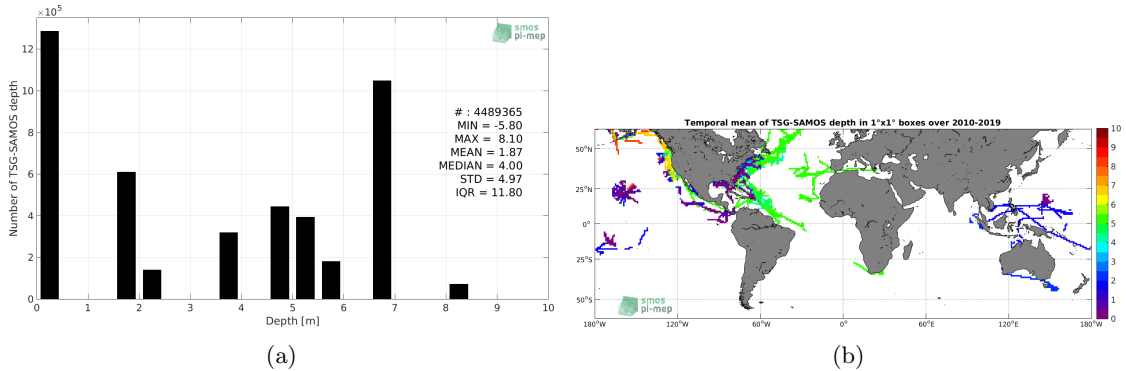 ×10⁵
12
10
8
6
4
2
0
Number of TSG-SAMOS depth
0 1 2 3 4 5 6 7 8 9 10
Depth [m]
smos
pi-mep
# : 4489365
MIN = -5.80
MAX = 8.10
MEAN = 1.87
MEDIAN = 4.00
STD = 4.97
IQR = 11.80
(a)
Temporal mean of TSG-SAMOS depth in 1°x1° boxes over 2010-2019
50°N
25°N
0°
25°S
50°S
180°W 120°W 60°W 0° 60°E 120°E 180°E
smos
pi-mep
10
9
8
7
6
5
4
3
2
1
0
(b)